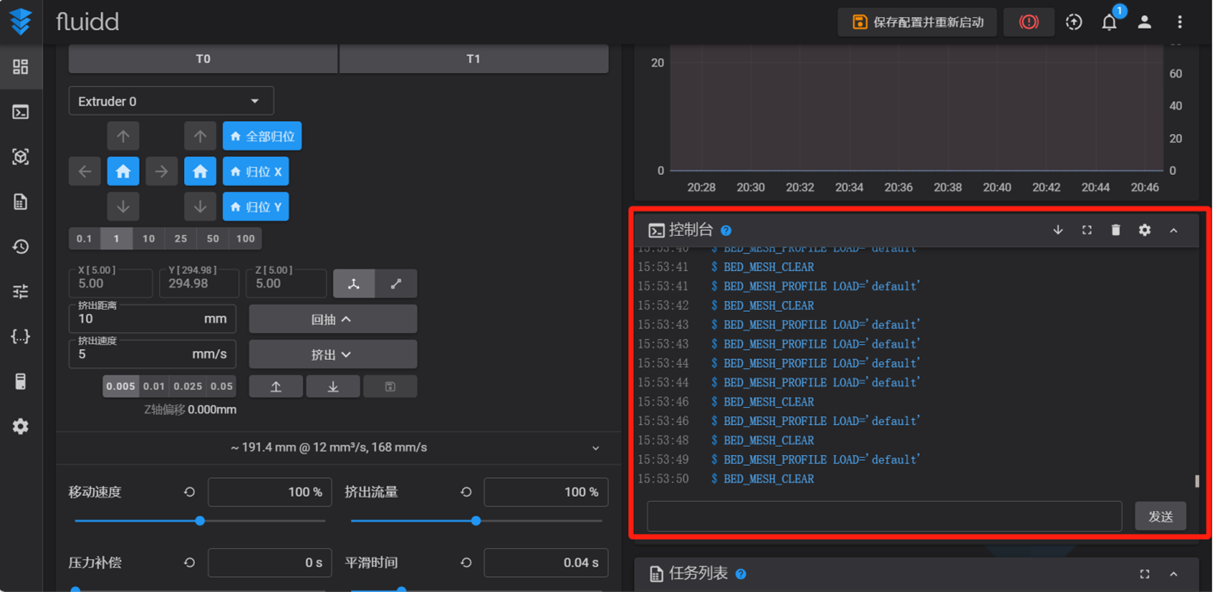 fluidd
保存配置并重新启动
1
T0
T1
Extruder 0
全部归位
归位 X
归位 Y
0.1 1 10 25 50 100
X [ 5.00 ]
5.00
Y [ 294.98 ]
294.98
Z [ 5.00 ]
5.00
挤出距离
10 mm
回抽
挤出速度
5 mm/s
挤出
0.005 0.01 0.025 0.05
Z轴偏移 0.000mm
~ 191.4 mm @ 12 mm³/s, 168 mm/s
移动速度 100 %
挤出流量 100 %
压力补偿 0 s
平滑时间 0.04 s
20
0
60
40
20
0
20:28 20:30 20:32 20:34 20:36 20:38 20:40 20:42 20:44 20:46
控制台
15:53:40 $ BED_MESH_PROFILE LOAD='default'
15:53:41 $ BED_MESH_CLEAR
15:53:41 $ BED_MESH_PROFILE LOAD='default'
15:53:42 $ BED_MESH_CLEAR
15:53:43 $ BED_MESH_PROFILE LOAD='default'
15:53:43 $ BED_MESH_PROFILE LOAD='default'
15:53:44 $ BED_MESH_PROFILE LOAD='default'
15:53:44 $ BED_MESH_PROFILE LOAD='default'
15:53:46 $ BED_MESH_CLEAR
15:53:46 $ BED_MESH_PROFILE LOAD='default'
15:53:48 $ BED_MESH_CLEAR
15:53:49 $ BED_MESH_PROFILE LOAD='default'
15:53:50 $ BED_MESH_CLEAR
发送
任务列表